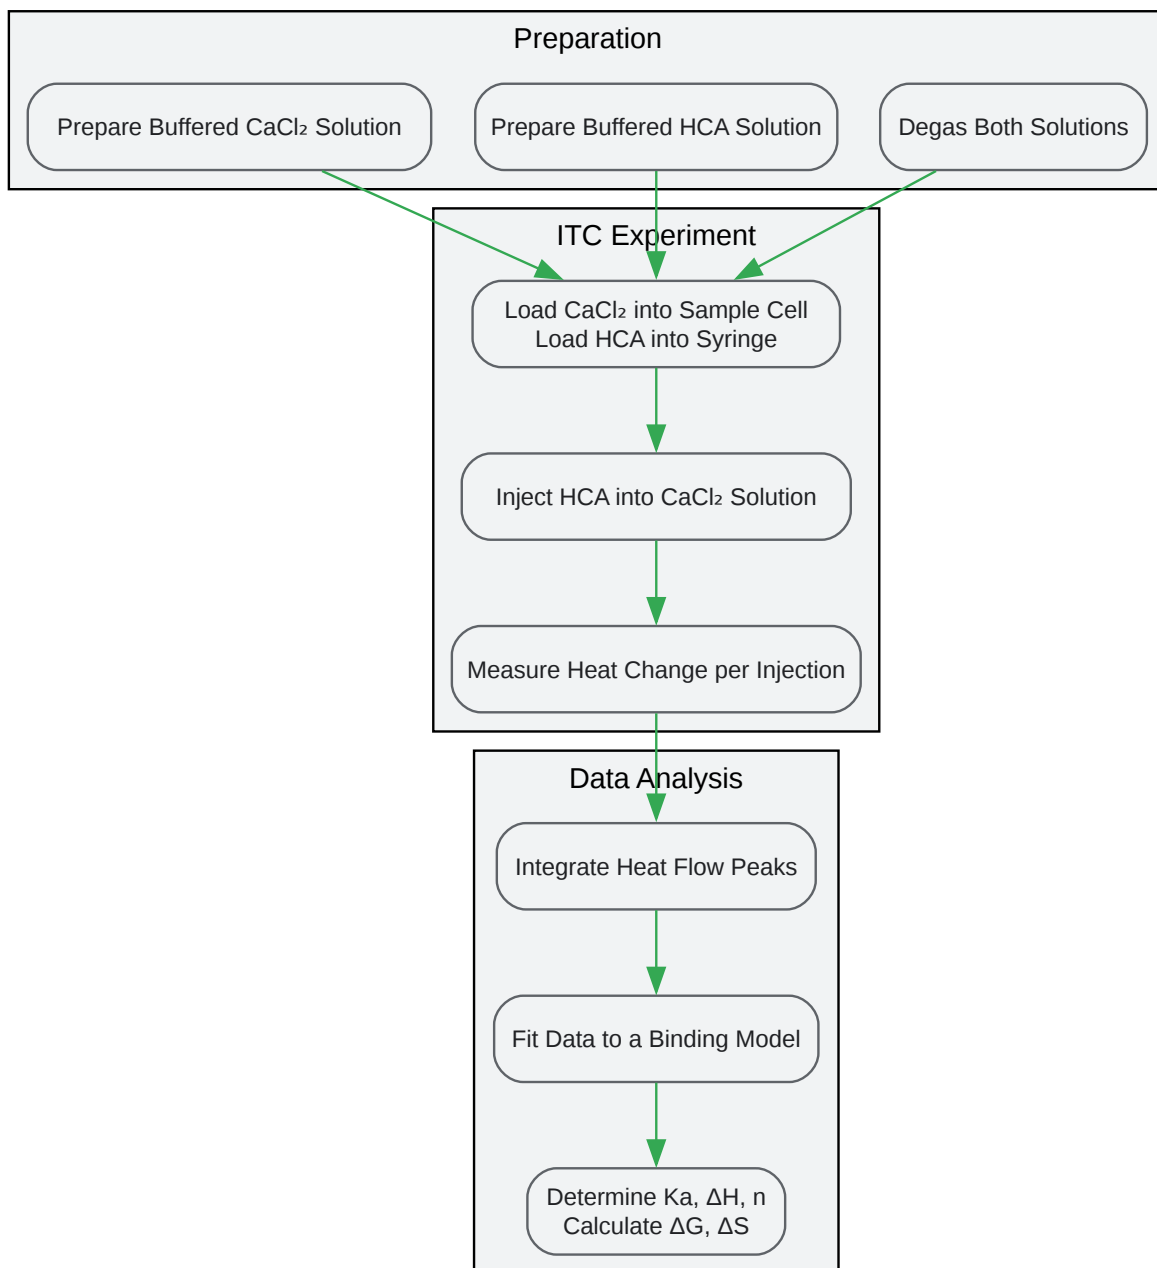 Preparation
Prepare Buffered CaCl₂ Solution
Prepare Buffered HCA Solution
Degas Both Solutions
ITC Experiment
Load CaCl₂ into Sample Cell
Load HCA into Syringe
Inject HCA into CaCl₂ Solution
Measure Heat Change per Injection
Data Analysis
Integrate Heat Flow Peaks
Fit Data to a Binding Model
Determine Ka, ΔH, n
Calculate ΔG, ΔS